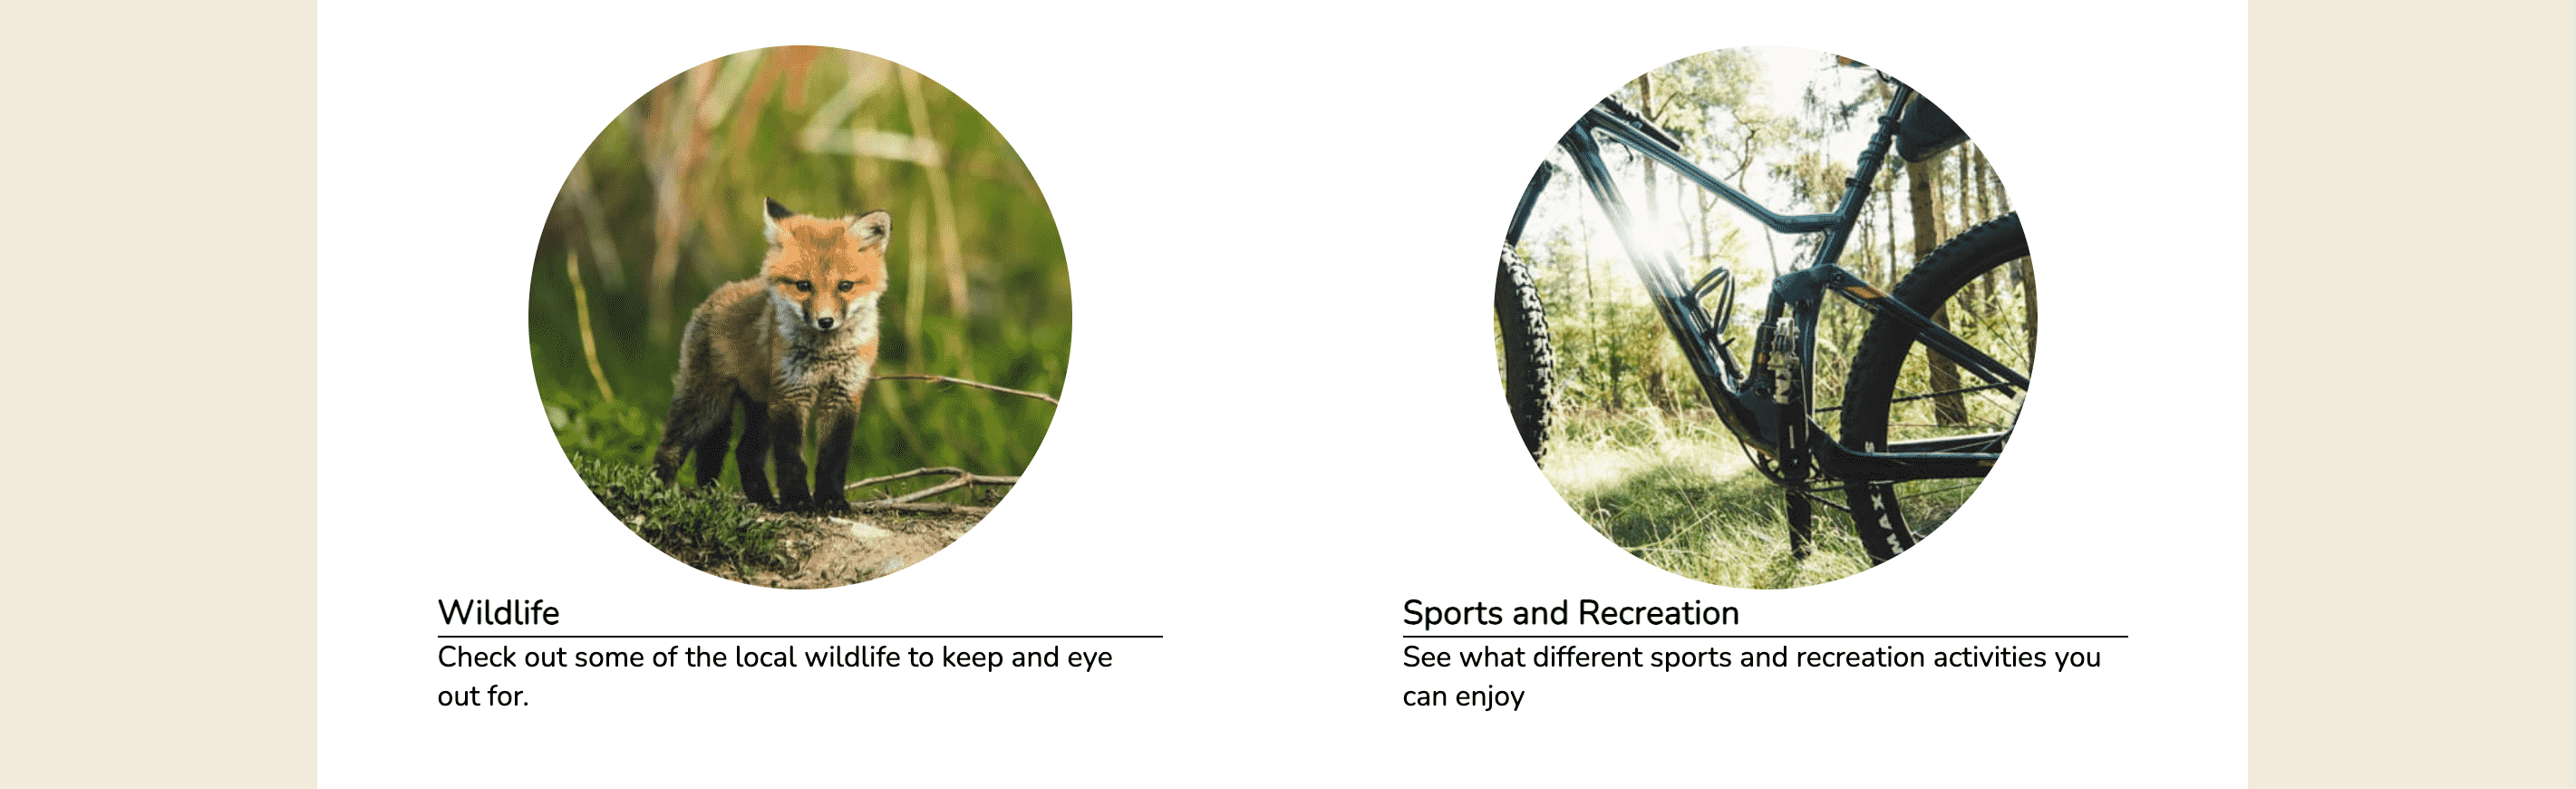 Wildlife
Check out some of the local wildlife to keep and eye
out for.
Sports and Recreation
See what different sports and recreation activities you
can enjoy